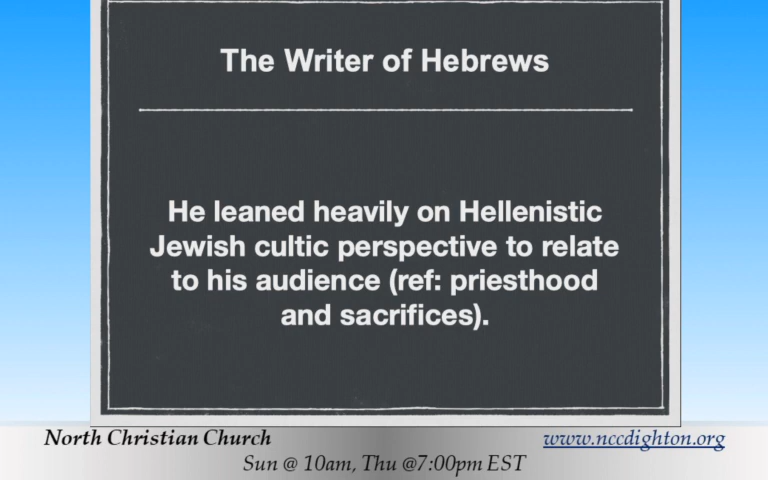 The Writer of Hebrews
He leaned heavily on Hellenistic
Jewish cultic perspective to relate
to his audience (ref: priesthood
and sacrifices).
North Christian Church
www.nccdighton.org
Sun @ 10am, Thu @7:00pm EST